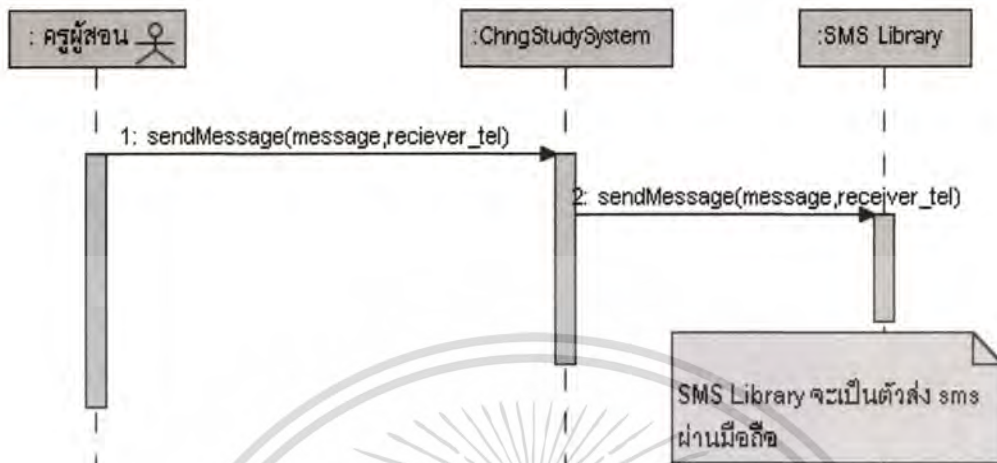 : ครูผู้สอน
:ChngStudySystem
:SMS Library
1: sendMessage(message,reciever_tel)
2: sendMessage(message,receiver_tel)
SMS Library จะเป็นตัวส่ง sms
ผ่านมือถือ